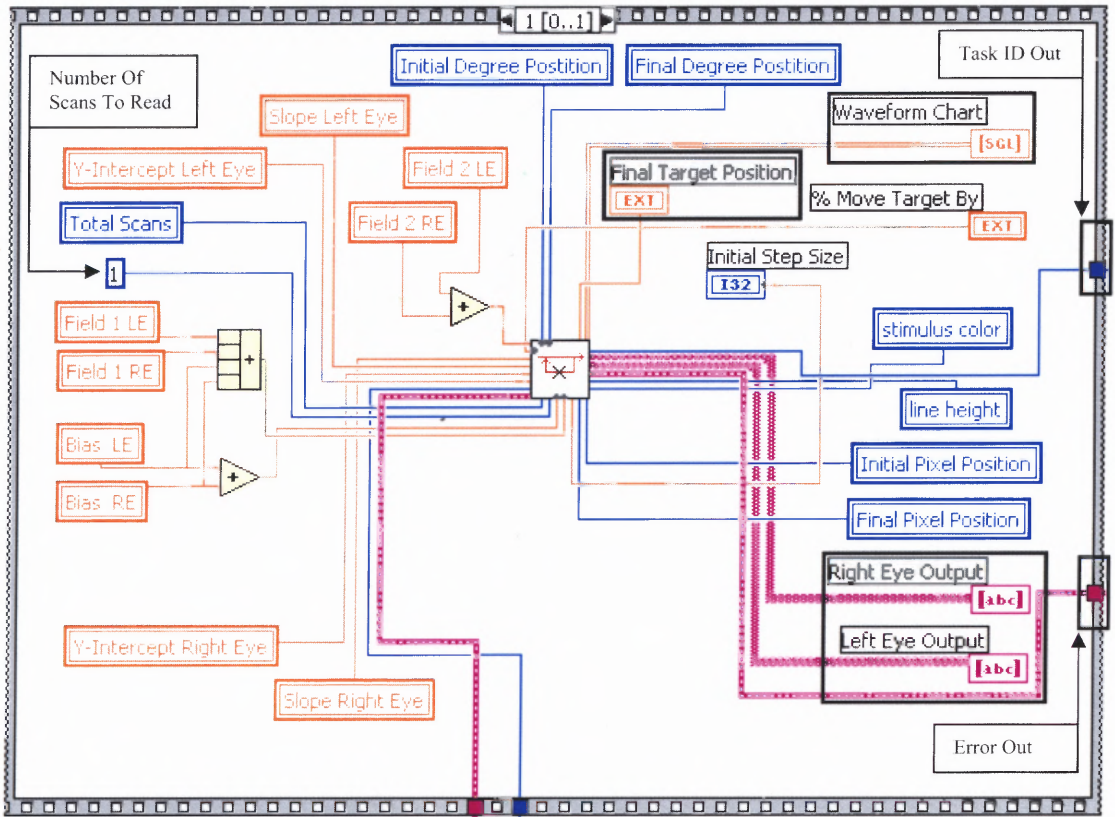 1 [0..1]
Number Of
Scans To Read
Initial Degree Postition
Final Degree Postition
Task ID Out
Slope Left Eye
Waveform Chart
[SGL]
Y-Intercept Left Eye
Field 2 LE
Final Target Position
EXT
% Move Target By
EXT
Total Scans
Field 2 RE
Initial Step Size
I32
1
Field 1 LE
Field 1 RE
stimulus color
line height
Bias LE
Bias RE
Initial Pixel Position
Final Pixel Position
Right Eye Output
[abc]
Left Eye Output
[abc]
Y-Intercept Right Eye
Slope Right Eye
Error Out